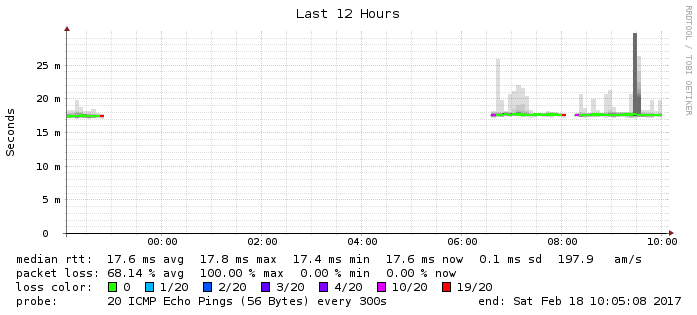 Last 12 Hours
RRDTOOL / TOBI OETIKER
Seconds
25 m
20 m
15 m
10 m
5 m
0
00:00 02:00 04:00 06:00 08:00 10:00
median rtt: 17.6 ms avg 17.8 ms max 17.4 ms min 17.6 ms now 0.1 ms sd 197.9 am/s
packet loss: 68.14 % avg 100.00 % max 0.00 % min 0.00 % now
loss color: 0 1/20 2/20 3/20 4/20 10/20 19/20
probe: 20 ICMP Echo Pings (56 Bytes) every 300s end: Sat Feb 18 10:05:08 2017